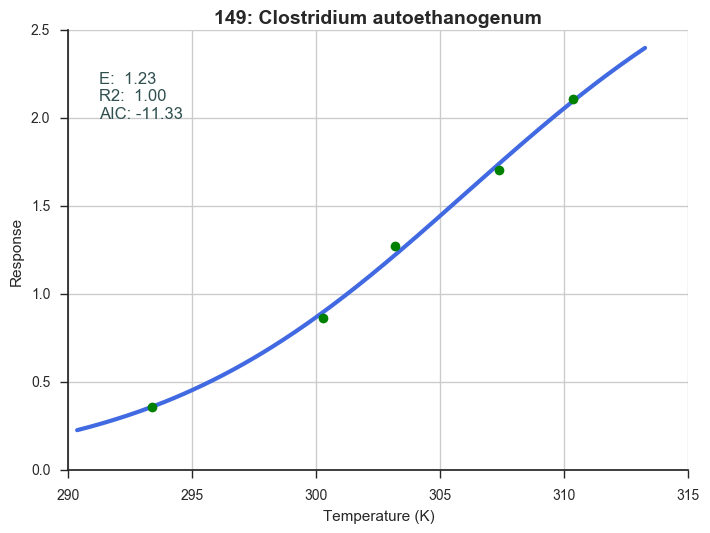 149: Clostridium autoethanogenum
E: 1.23
R2: 1.00
AIC: -11.33
2.5
2.0
1.5
1.0
0.5
0.0
Response
290 295 300 305 310 315
Temperature (K)